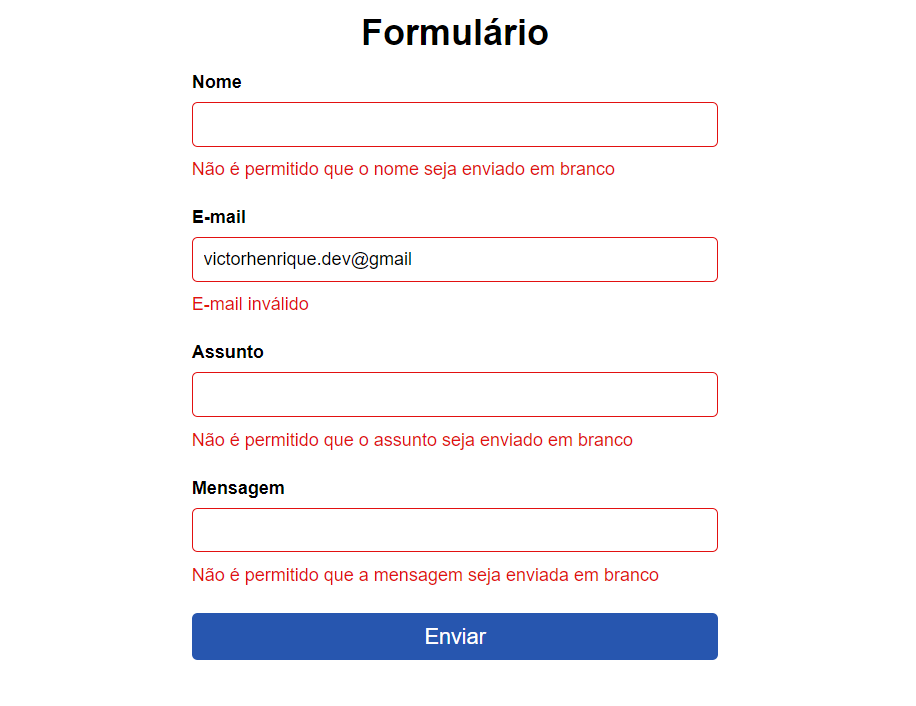 Formulário
Nome
Não é permitido que o nome seja enviado em branco
E-mail
victorhenrique.dev@gmail
E-mail inválido
Assunto
Não é permitido que o assunto seja enviado em branco
Mensagem
Não é permitido que a mensagem seja enviada em branco
Enviar